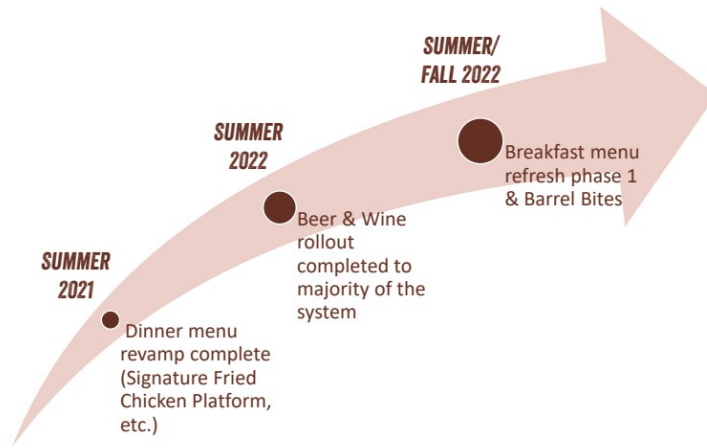 SUMMER
2021
Dinner menu
revamp complete
(Signature Fried
Chicken Platform,
etc.)
SUMMER
2022
Beer & Wine
rollout
completed to
majority of the
system
SUMMER/
FALL 2022
Breakfast menu
refresh phase 1
& Barrel Bites